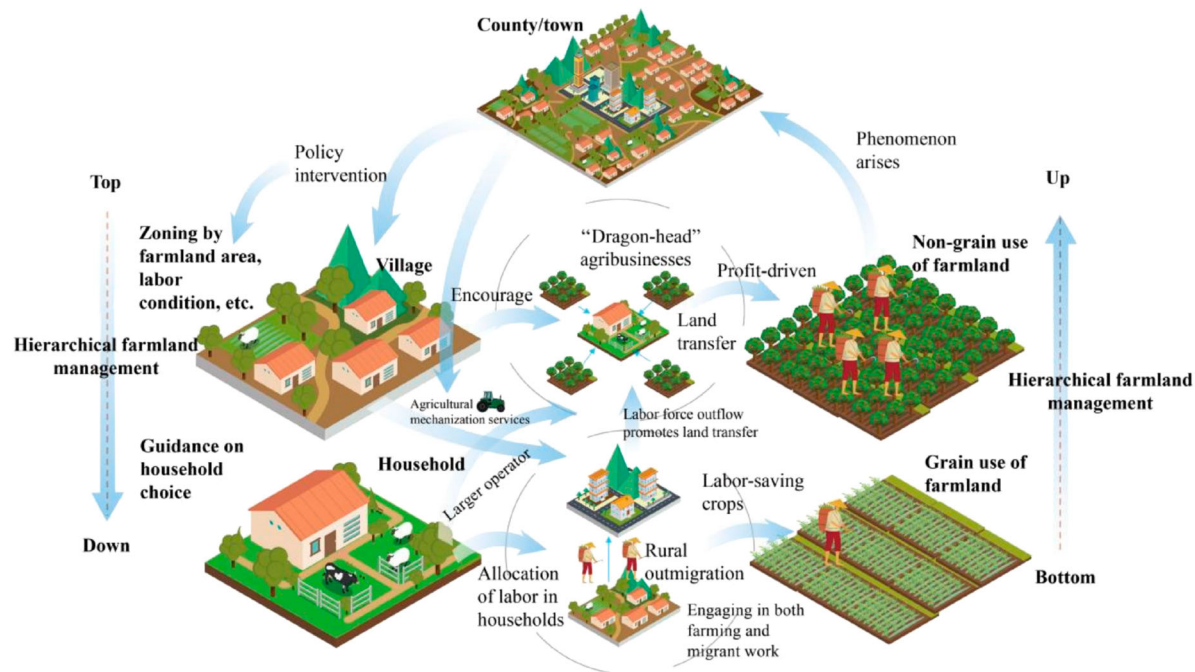 County/town
Policy
intervention
Phenomenon
arises
Top
Up
Zoning by
farmland area,
labor
condition, etc.
Village
“Dragon-head”
agribusinesses
Profit-driven
Non-grain use
of farmland
Encourage
Land
transfer
Hierarchical farmland
management
Hierarchical farmland
management
Agricultural
mechanization services
Labor force outflow
promotes land transfer
Guidance on
household
choice
Household
Larger operator
Labor-saving
crops
Grain use of
farmland
Down
Allocation
of labor in
households
Rural
outmigration
Bottom
Engaging in both
farming and
migrant work